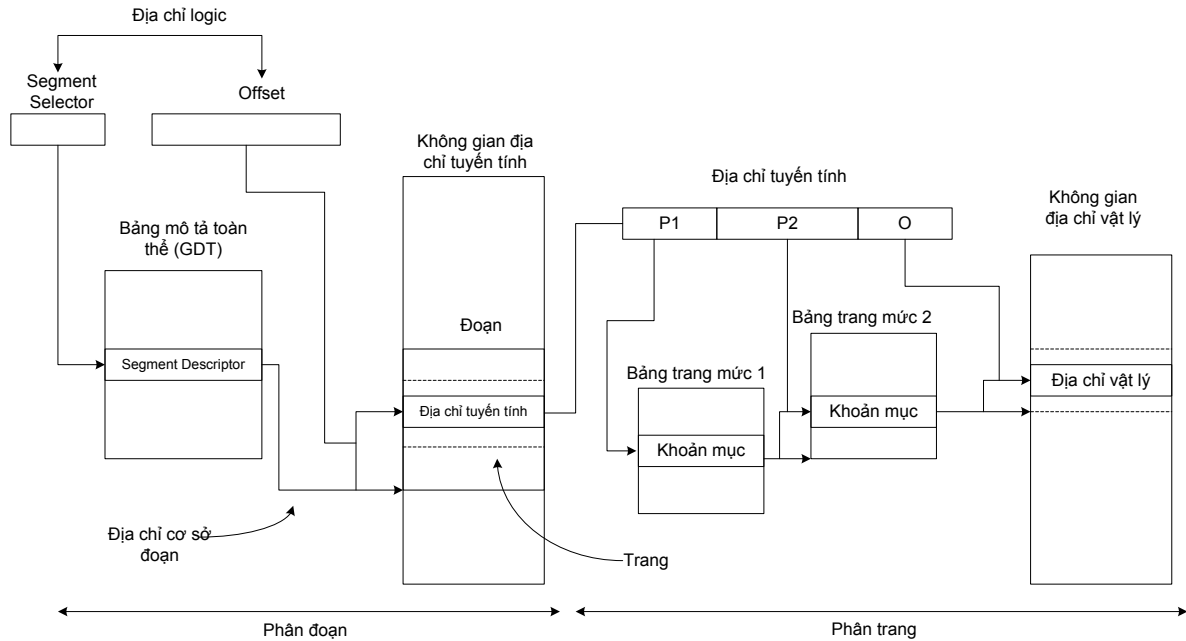 Địa chỉ logic
Segment
Selector
Offset
Không gian địa
chỉ tuyến tính
Địa chỉ tuyến tính
Không gian
địa chỉ vật lý
P1
P2
O
Bảng mô tả toàn
thể (GDT)
Đoạn
Bảng trang mức 2
Segment Descriptor
Bảng trang mức 1
Địa chỉ vật lý
Địa chỉ tuyến tính
Khoản mục
Khoản mục
Địa chỉ cơ sở
đoạn
Trang
Phân đoạn
Phân trang